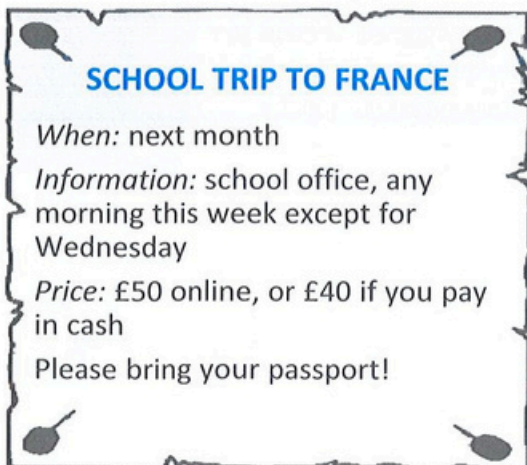 SCHOOL TRIP TO FRANCE
When: next month
Information: school office, any
morning this week except for
Wednesday
Price: £50 online, or £40 if you pay
in cash
Please bring your passport!